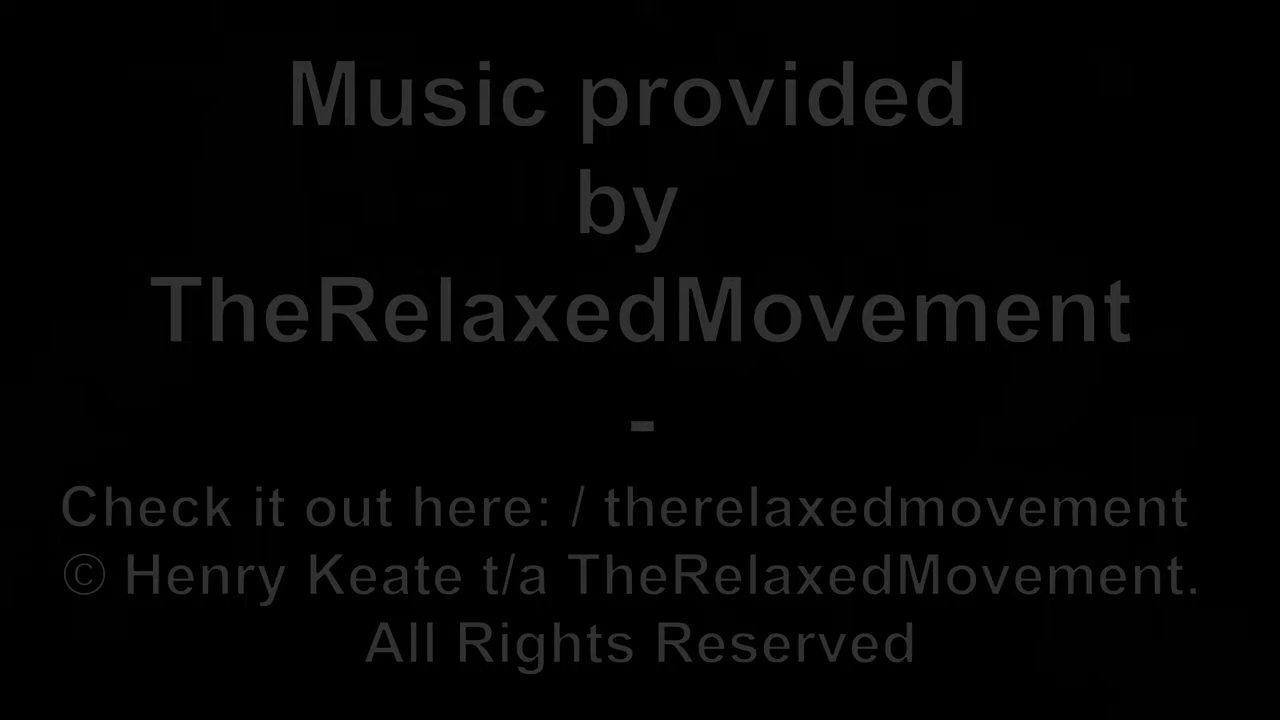 Music provided
by
TheRelaxedMovement
-
Check it out here: / therelaxedmovement
© Henry Keate t/a TheRelaxedMovement.
All Rights Reserved